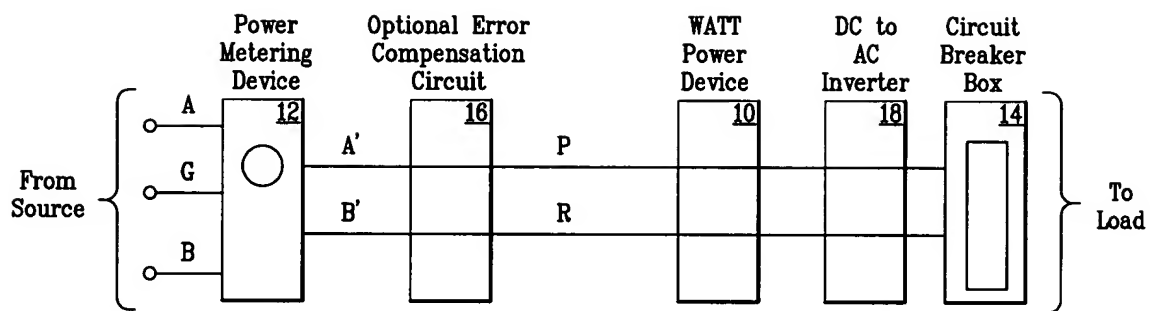 Power
Metering
Device
Optional Error
Compensation
Circuit
WATT
Power
Device
DC to
AC
Inverter
Circuit
Breaker
Box
12
16
10
18
14
A
G
B
A'
B'
P
R
From
Source
To
Load